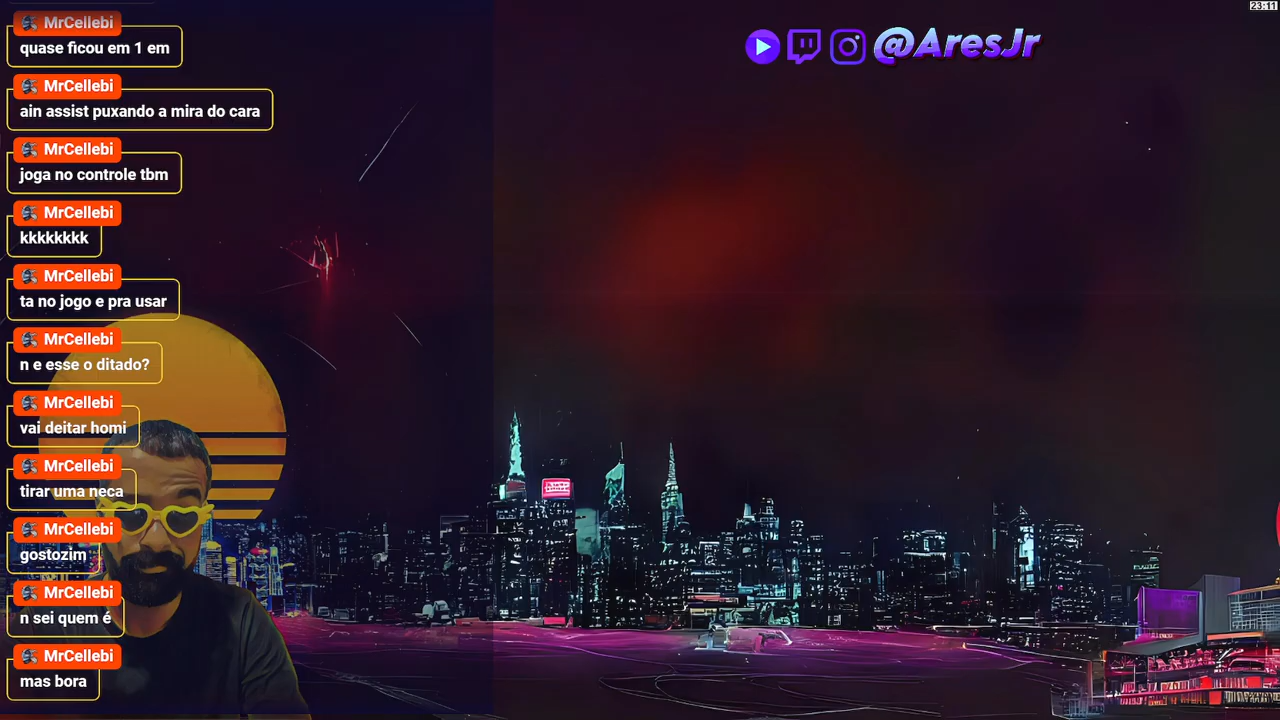 23:11
@AresJr
MrCellebi
quase ficou em 1 em
MrCellebi
ain assist puxando a mira do cara
MrCellebi
joga no controle tbm
MrCellebi
kkkkkkkk
MrCellebi
ta no jogo e pra usar
MrCellebi
n e esse o ditado?
MrCellebi
vai deitar homi
MrCellebi
tirar uma neca
MrCellebi
gostozim
MrCellebi
n sei quem é
MrCellebi
mas bora